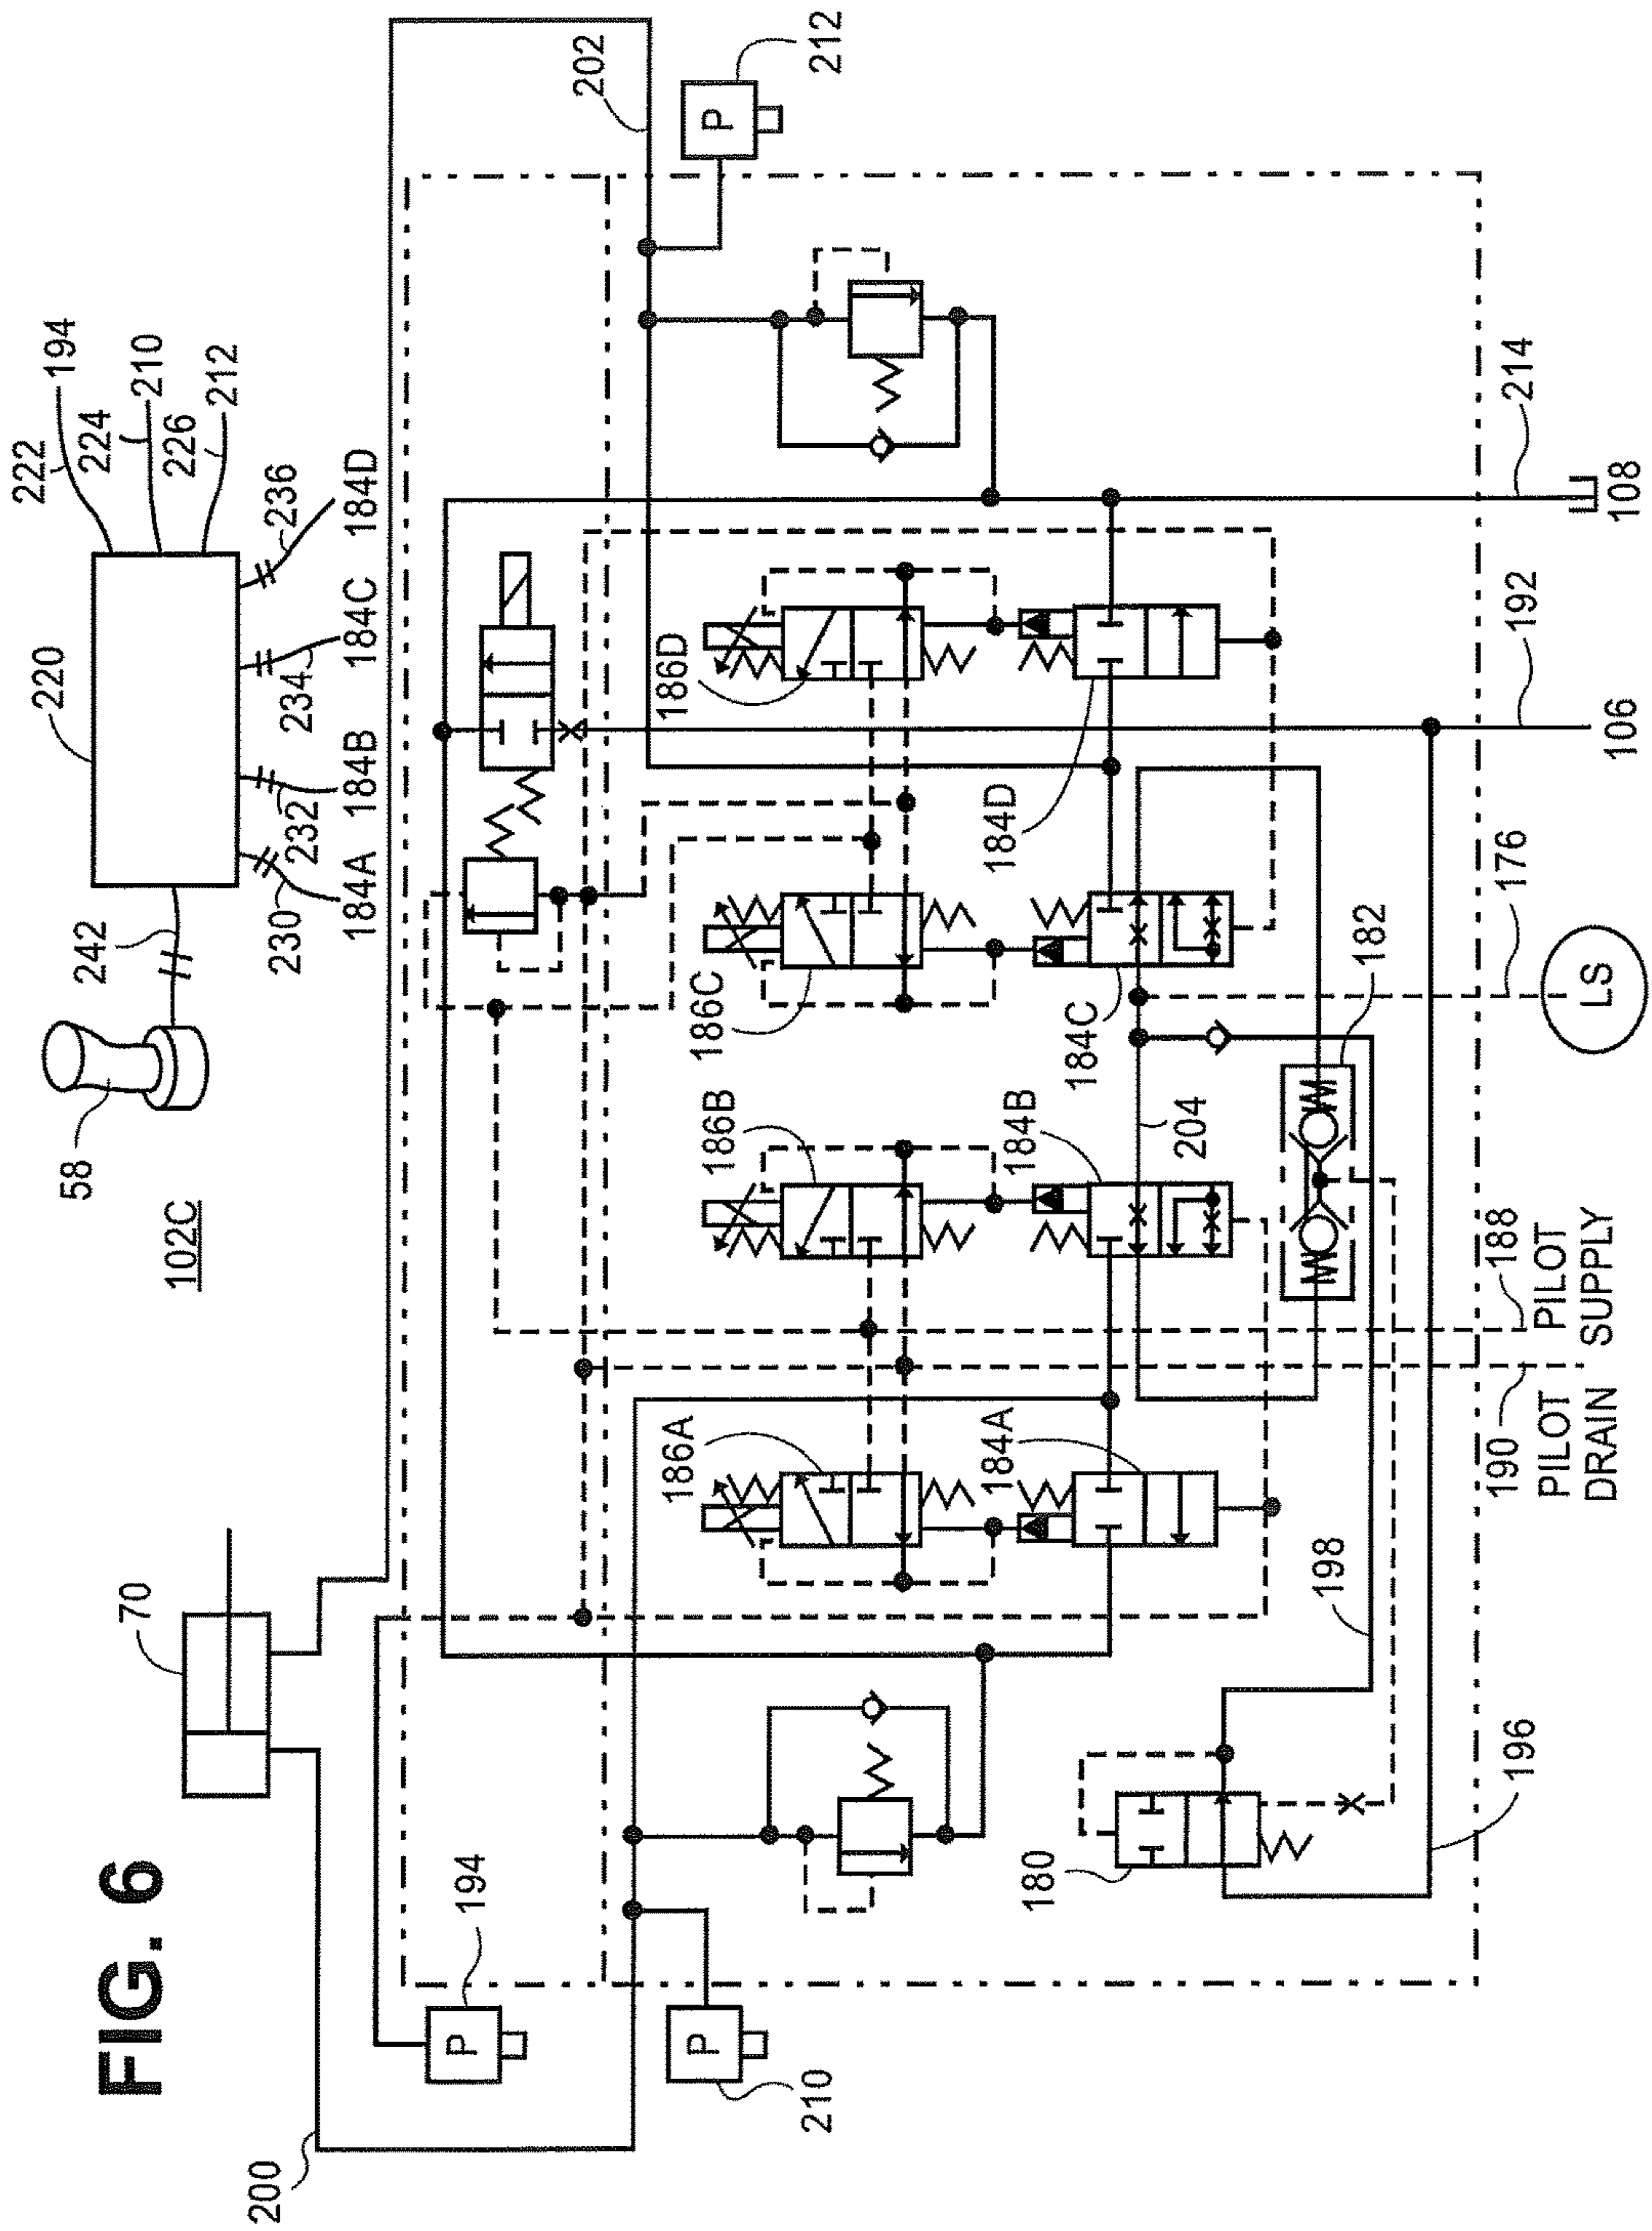 FIG. 6
102C
58
242
220
222
194
224
210
226
212
230
184A
232
184B
234
184C
236
184D
70
200
202
P
194
P
210
P
212
186A
186B
186C
186D
184A
184B
184C
184D
204
180
182
196
198
190
PILOT
DRAIN
188
PILOT
SUPPLY
176
LS
192
106
214
108